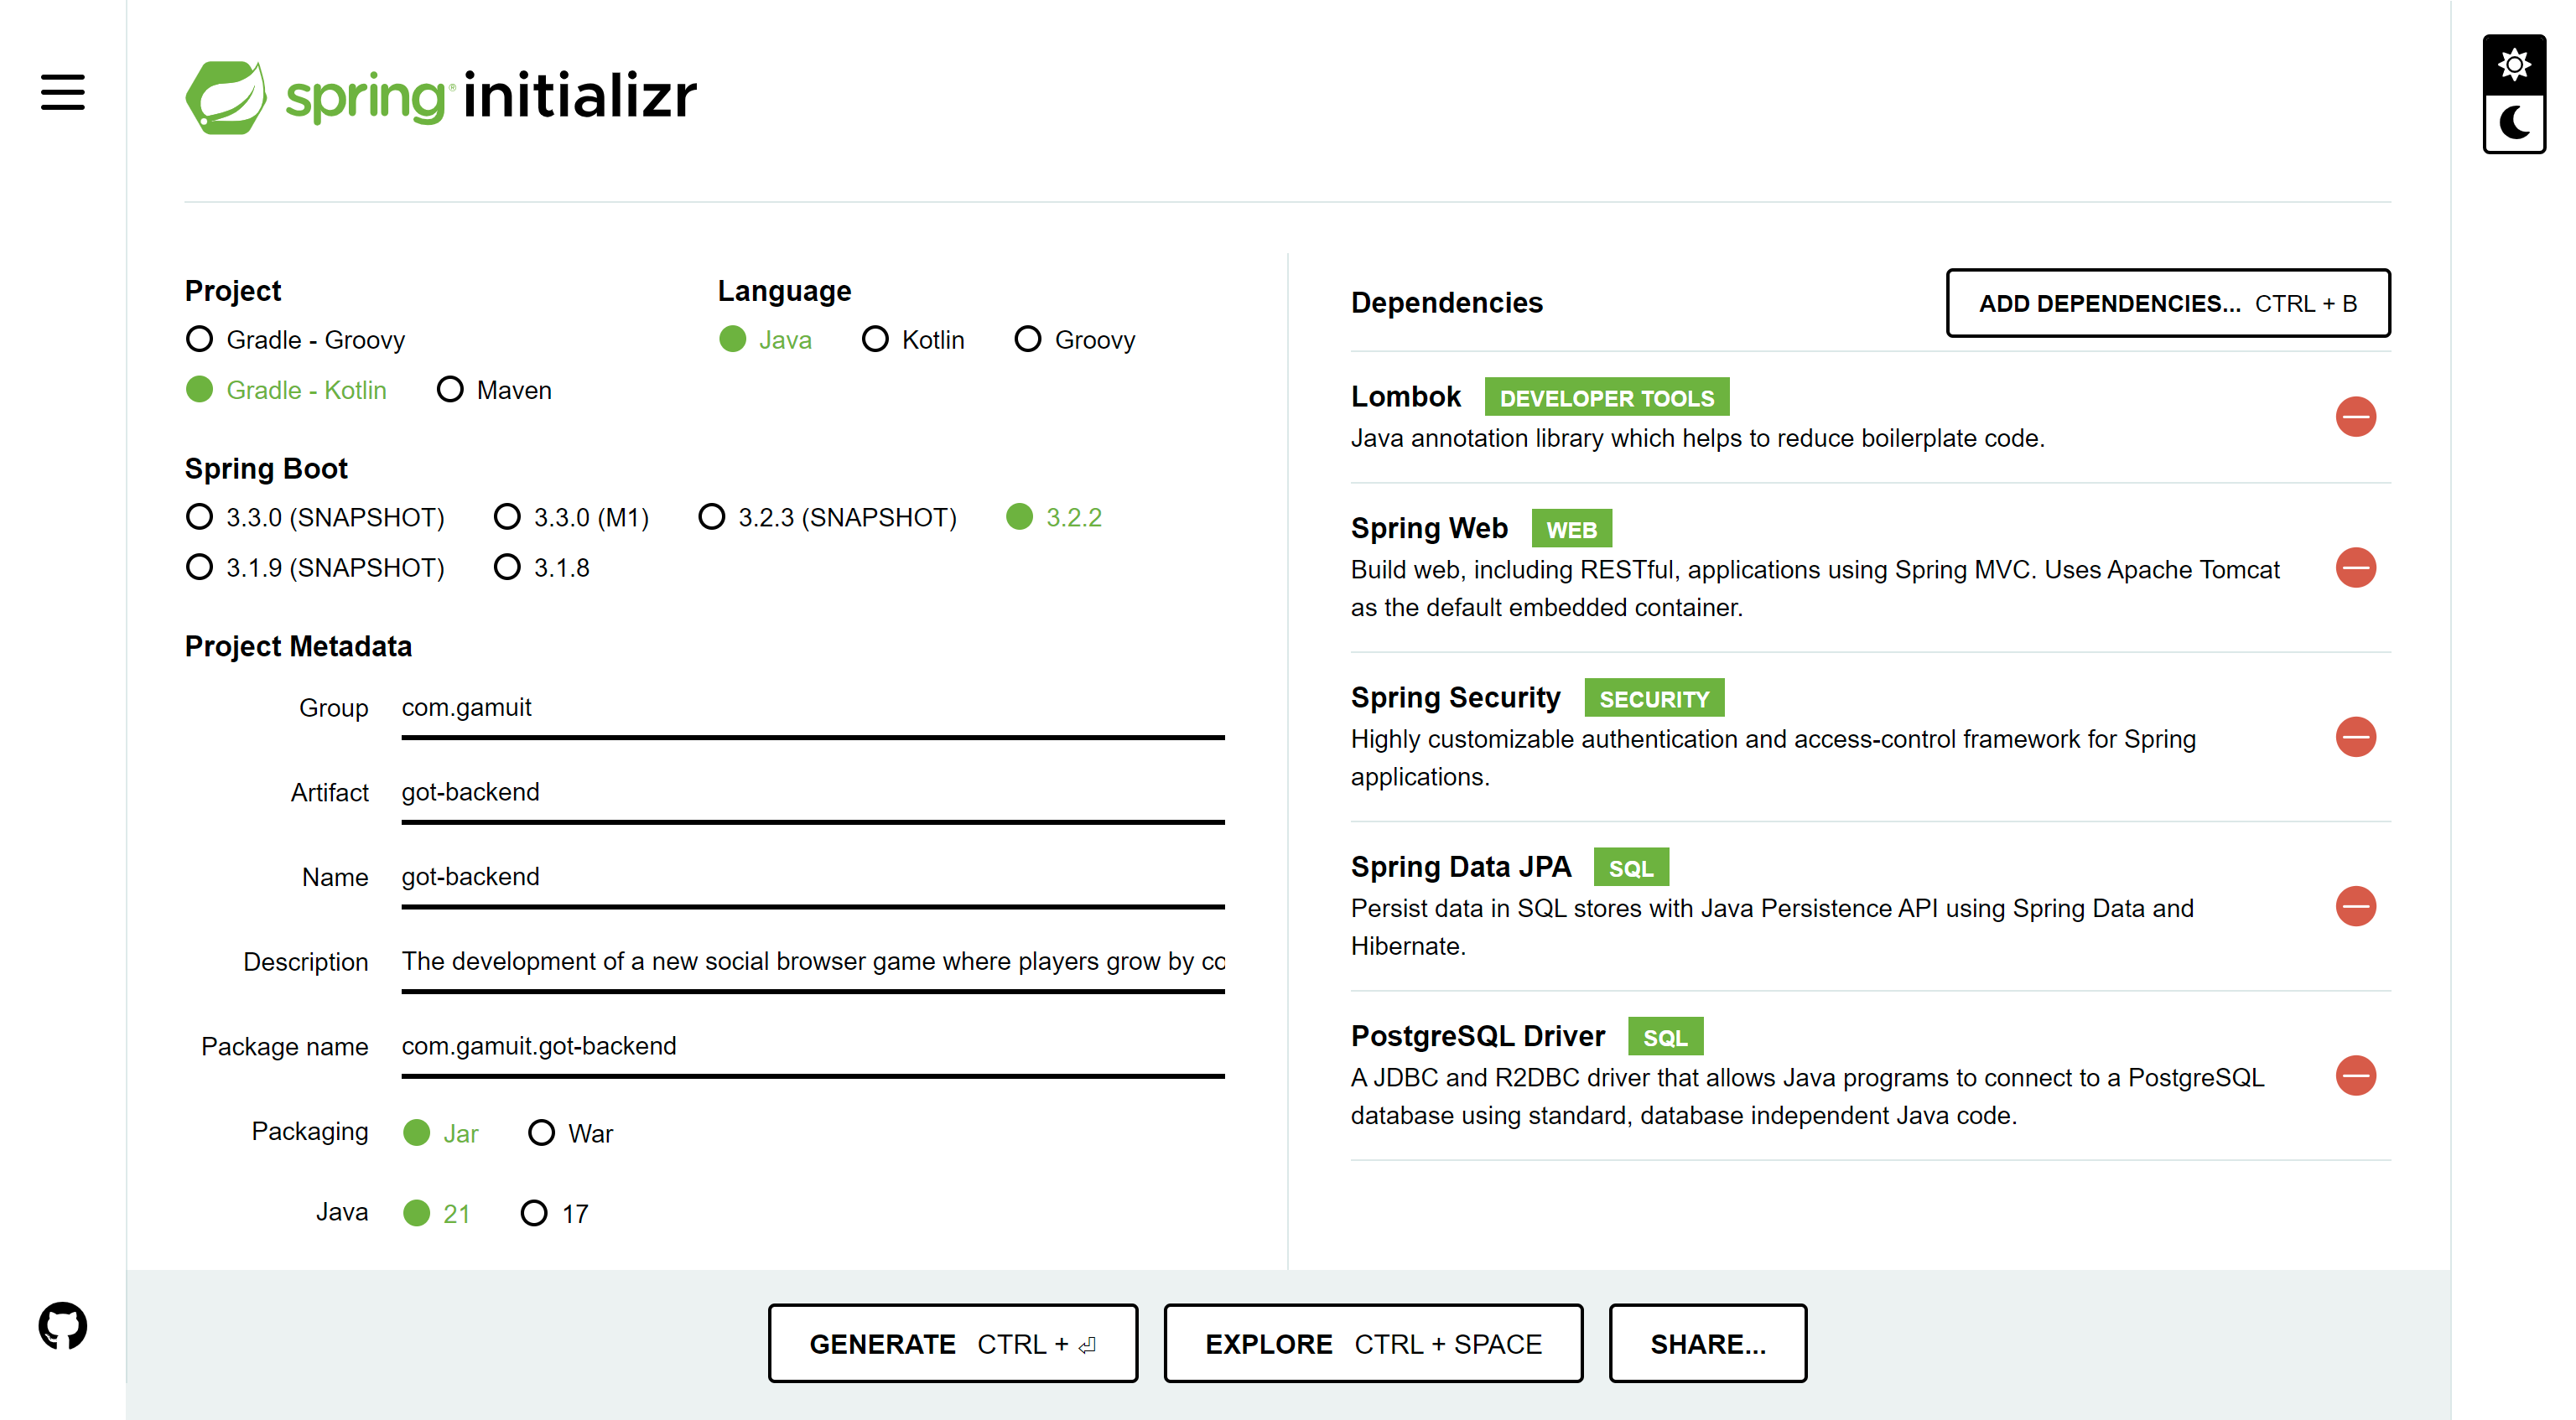 spring initializr
Project
Gradle - Groovy
Gradle - Kotlin Maven
Language
Java Kotlin Groovy
Spring Boot
3.3.0 (SNAPSHOT) 3.3.0 (M1) 3.2.3 (SNAPSHOT) 3.2.2
3.1.9 (SNAPSHOT) 3.1.8
Project Metadata
Group com.gamuit
Artifact got-backend
Name got-backend
Description The development of a new social browser game where players grow by co
Package name com.gamuit.got-backend
Packaging Jar War
Java 21 17
Dependencies ADD DEPENDENCIES... CTRL + B
Lombok DEVELOPER TOOLS
Java annotation library which helps to reduce boilerplate code.
Spring Web WEB
Build web, including RESTful, applications using Spring MVC. Uses Apache Tomcat
as the default embedded container.
Spring Security SECURITY
Highly customizable authentication and access-control framework for Spring
applications.
Spring Data JPA SQL
Persist data in SQL stores with Java Persistence API using Spring Data and
Hibernate.
PostgreSQL Driver SQL
A JDBC and R2DBC driver that allows Java programs to connect to a PostgreSQL
database using standard, database independent Java code.
GENERATE CTRL + ⏎ EXPLORE CTRL + SPACE SHARE...